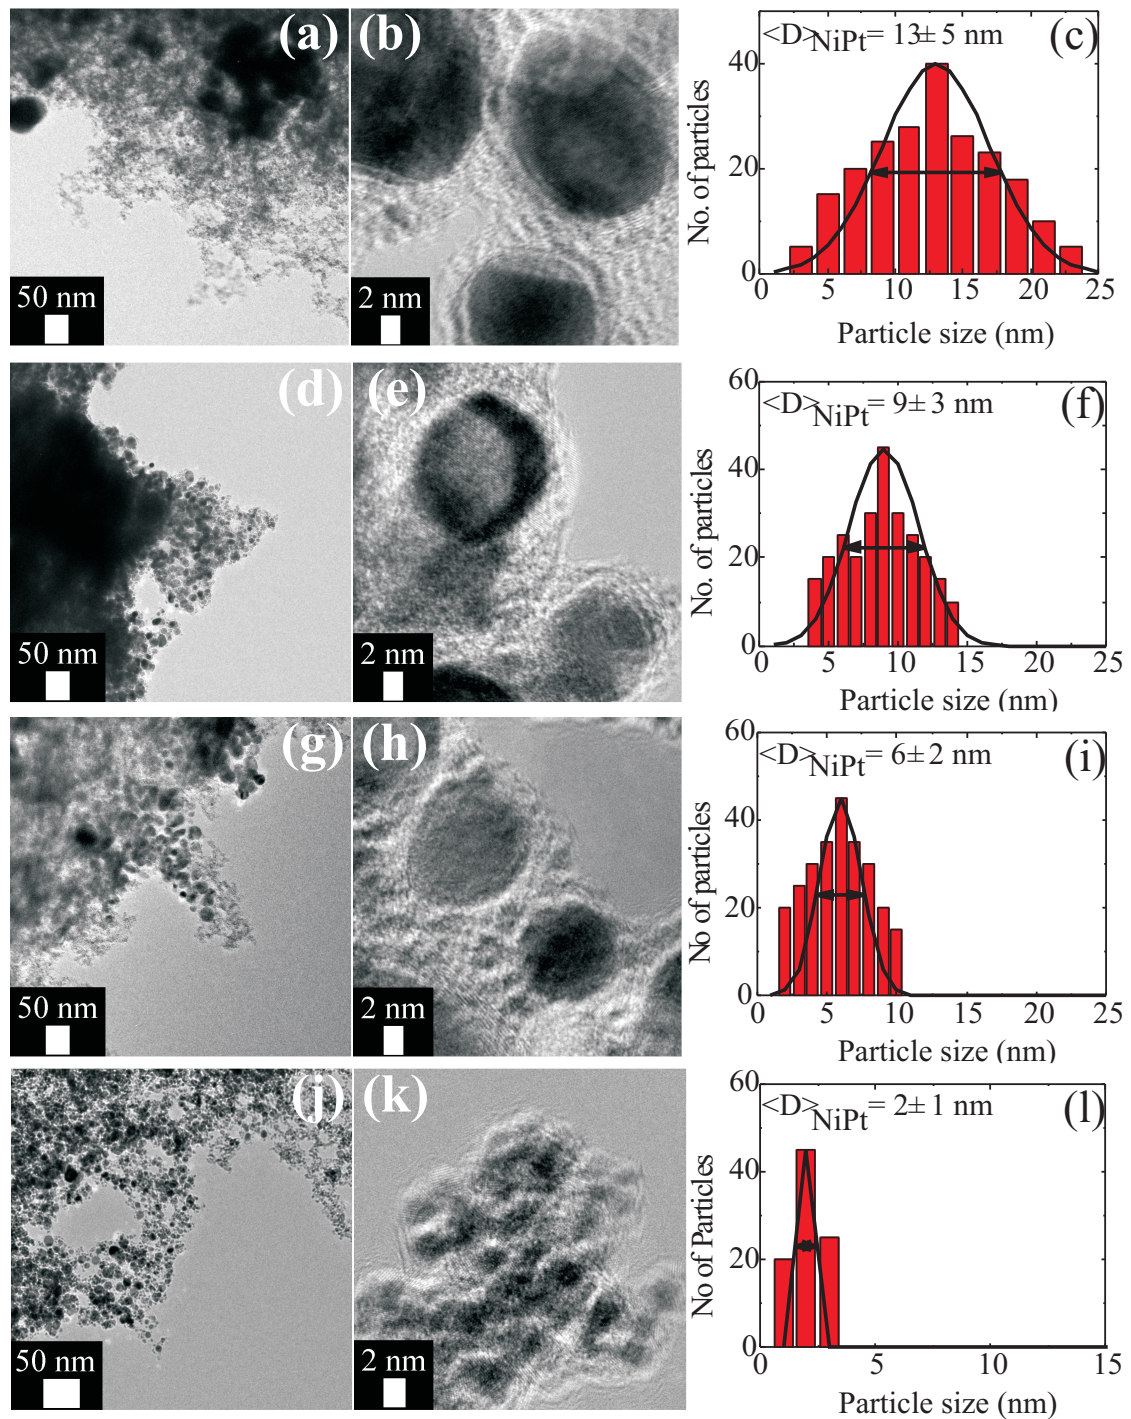 (a)
50 nm
(b)
2 nm
<D>NiPt = 13± 5 nm
(c)
No. of particles
40
20
0
0 5 10 15 20 25
Particle size (nm)
(d)
50 nm
(e)
2 nm
<D>NiPt = 9± 3 nm
(f)
No. of particles
60
40
20
0
0 5 10 15 20 25
Particle size (nm)
(g)
50 nm
(h)
2 nm
<D>NiPt = 6± 2 nm
(i)
No of particles
60
40
20
0
0 5 10 15 20 25
Particle size (nm)
(j)
50 nm
(k)
2 nm
<D>NiPt = 2± 1 nm
(l)
No of Particles
60
40
20
0
0 5 10 15
Particle size (nm)